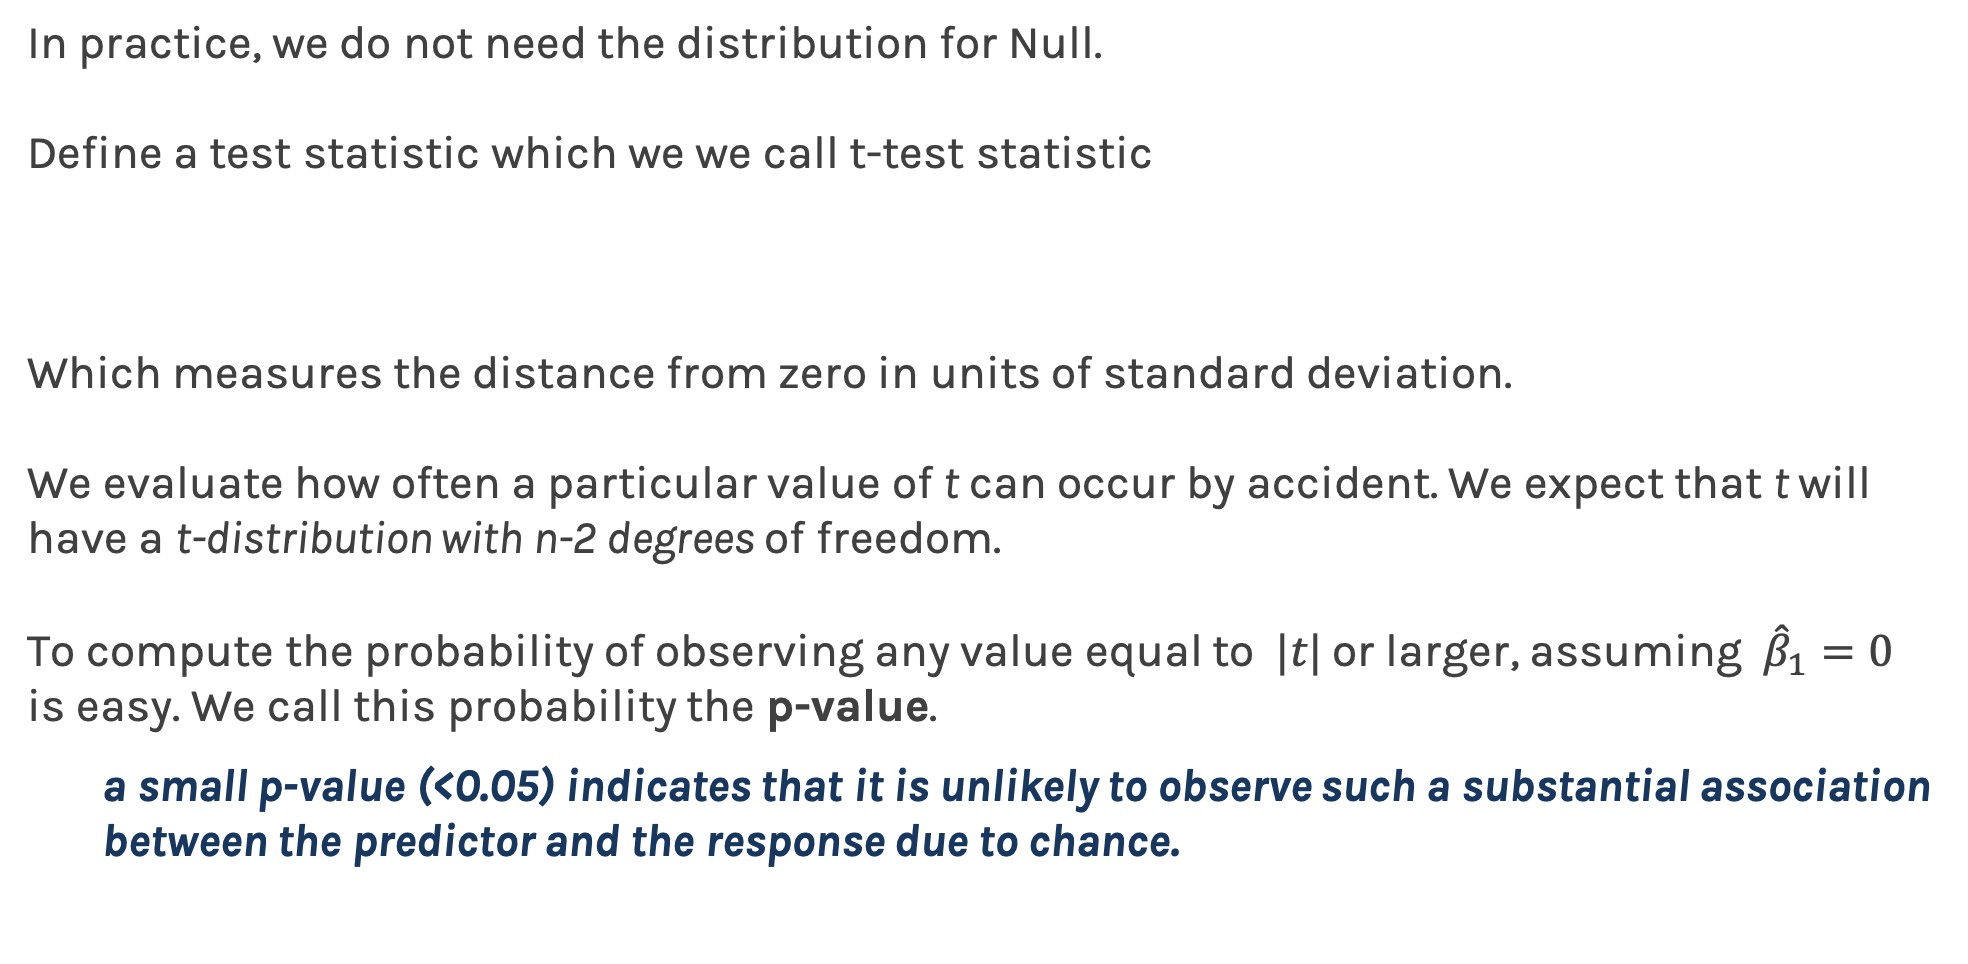 In practice, we do not need the distribution for Null.
Define a test statistic which we we call t-test statistic
Which measures the distance from zero in units of standard deviation.
We evaluate how often a particular value of t can occur by accident. We expect that t will
have a t-distribution with n-2 degrees of freedom.
To compute the probability of observing any value equal to |t| or larger, assuming β̂₁ = 0
is easy. We call this probability the p-value.
a small p-value (<0.05) indicates that it is unlikely to observe such a substantial association
between the predictor and the response due to chance.